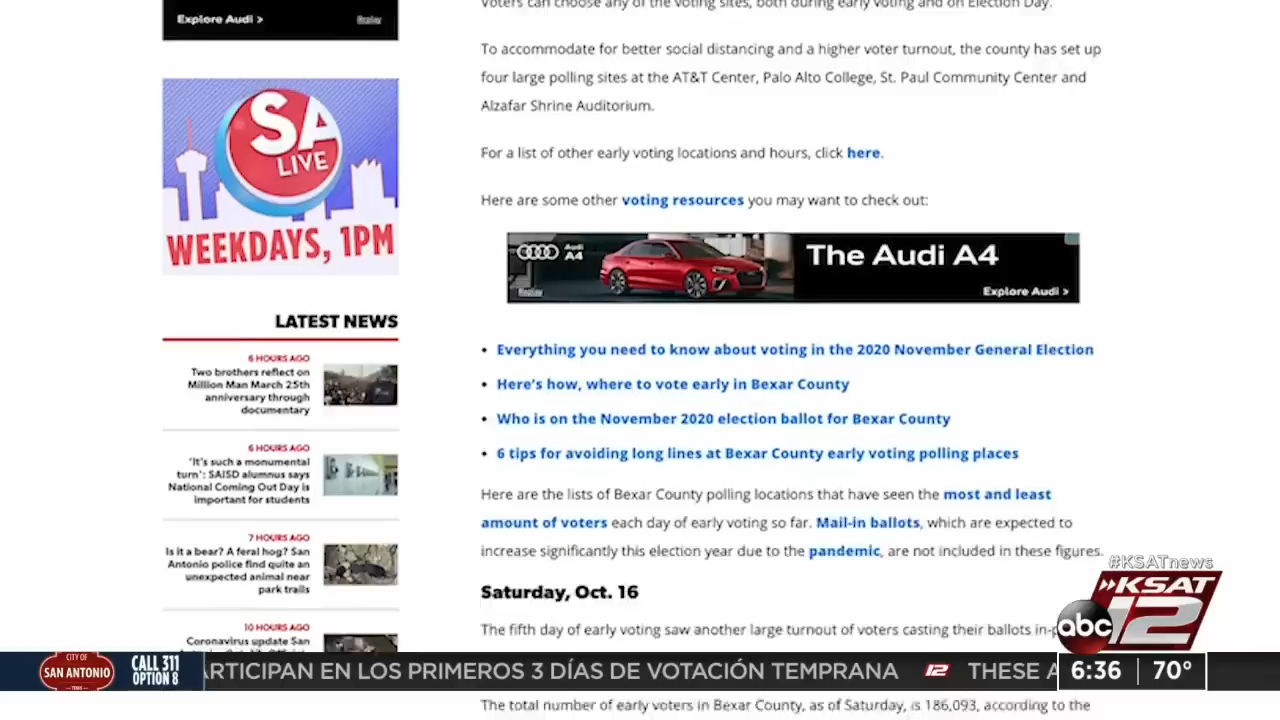 Explore Audi >
Replay
SA
LIVE
WEEKDAYS, 1PM
LATEST NEWS
6 HOURS AGO
Two brothers reflect on
Million Man March 25th
anniversary through
documentary
6 HOURS AGO
'It's such a monumental
turn': SAISD alumnus says
National Coming Out Day is
important for students
7 HOURS AGO
Is it a bear? A feral hog? San
Antonio police find quite an
unexpected animal near
park trails
10 HOURS AGO
Coronavirus update San
Voters can choose any of the voting sites, both during early voting and on Election Day.
To accommodate for better social distancing and a higher voter turnout, the county has set up
four large polling sites at the AT&T Center, Palo Alto College, St. Paul Community Center and
Alzafar Shrine Auditorium.
For a list of other early voting locations and hours, click here.
Here are some other voting resources you may want to check out:
Audi
A4
The Audi A4
Replay
Explore Audi >
• Everything you need to know about voting in the 2020 November General Election
• Here's how, where to vote early in Bexar County
• Who is on the November 2020 election ballot for Bexar County
• 6 tips for avoiding long lines at Bexar County early voting polling places
Here are the lists of Bexar County polling locations that have seen the most and least
amount of voters each day of early voting so far. Mail-in ballots, which are expected to
increase significantly this election year due to the pandemic, are not included in these figures.
Saturday, Oct. 16
The fifth day of early voting saw another large turnout of voters casting their ballots in-p
#KSATnews
KSAT
12
abc
CITY OF
SAN ANTONIO
TEXAS
CALL 311
OPTION 8
ARTICIPAN EN LOS PRIMEROS 3 DÍAS DE VOTACIÓN TEMPRANA 12 THESE A
6:36 70°
The total number of early voters in Bexar County, as of Saturday, is 186,093, according to the